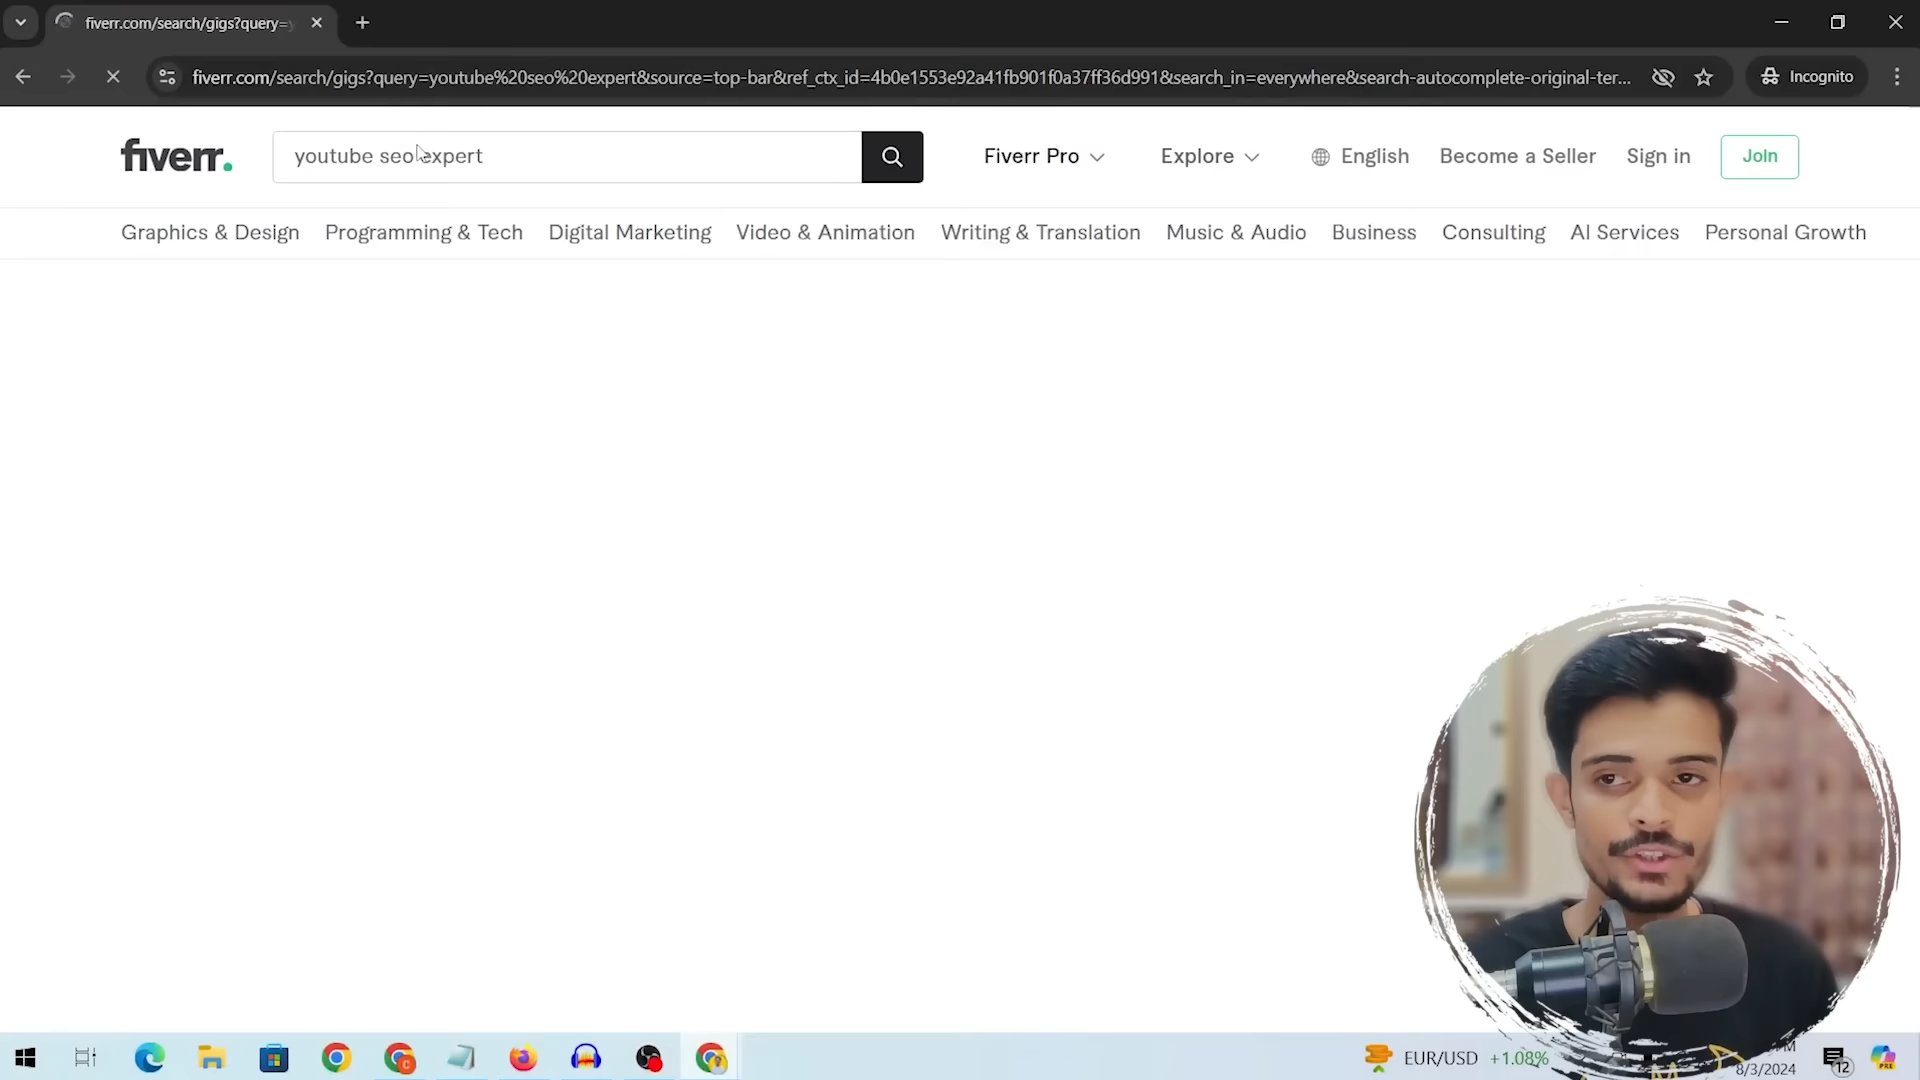 fiverr.com/search/gigs?query=y
fiverr.com/search/gigs?query=youtube%20seo%20expert&source=top-bar&ref_ctx_id=4b0e1553e92a41fb901f0a37ff36d991&search_in=everywhere&search-autocomplete-original-ter...
Incognito
fiverr.
youtube seo expert
Fiverr Pro
Explore
English
Become a Seller
Sign in
Join
Graphics & Design
Programming & Tech
Digital Marketing
Video & Animation
Writing & Translation
Music & Audio
Business
Consulting
AI Services
Personal Growth
EUR/USD +1.08%
8/3/2024
12
PRE